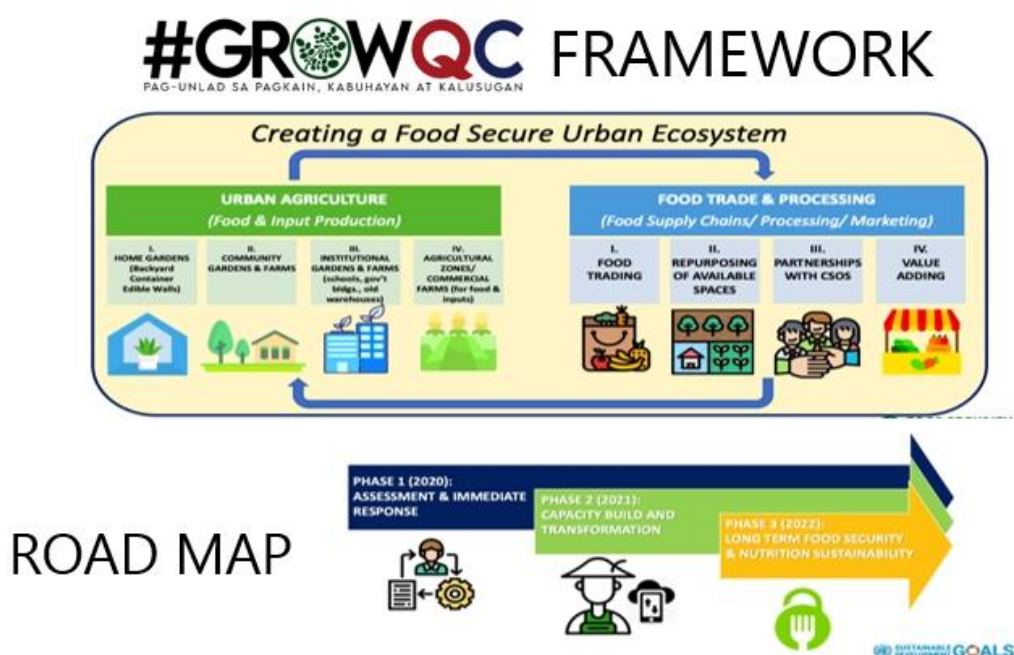 #GROWQC FRAMEWORK
PAG-UNLAD SA PAGKAIN, KABUHAYAN AT KALUSUGAN
Creating a Food Secure Urban Ecosystem
URBAN AGRICULTURE
(Food & Input Production)
I.
HOME GARDENS
(Backyard
Container
Edible Walls)
II.
COMMUNITY
GARDENS & FARMS
III.
INSTITUTIONAL
GARDENS & FARMS
(schools, gov't
bldgs., old
warehouses)
IV.
AGRICULTURAL
ZONES/
COMMERCIAL
FARMS (for food &
inputs)
FOOD TRADE & PROCESSING
(Food Supply Chains/ Processing/ Marketing)
I.
FOOD
TRADING
II.
REPURPOSING
OF AVAILABLE
SPACES
III.
PARTNERSHIPS
WITH CSOS
IV.
VALUE
ADDING
ROAD MAP
PHASE 1 (2020):
ASSESSMENT & IMMEDIATE
RESPONSE
PHASE 2 (2021):
CAPACITY BUILD AND
TRANSFORMATION
PHASE 3 (2022):
LONG TERM FOOD SECURITY
& NUTRITION SUSTAINABILITY
SUSTAINABLE
DEVELOPMENT GOALS